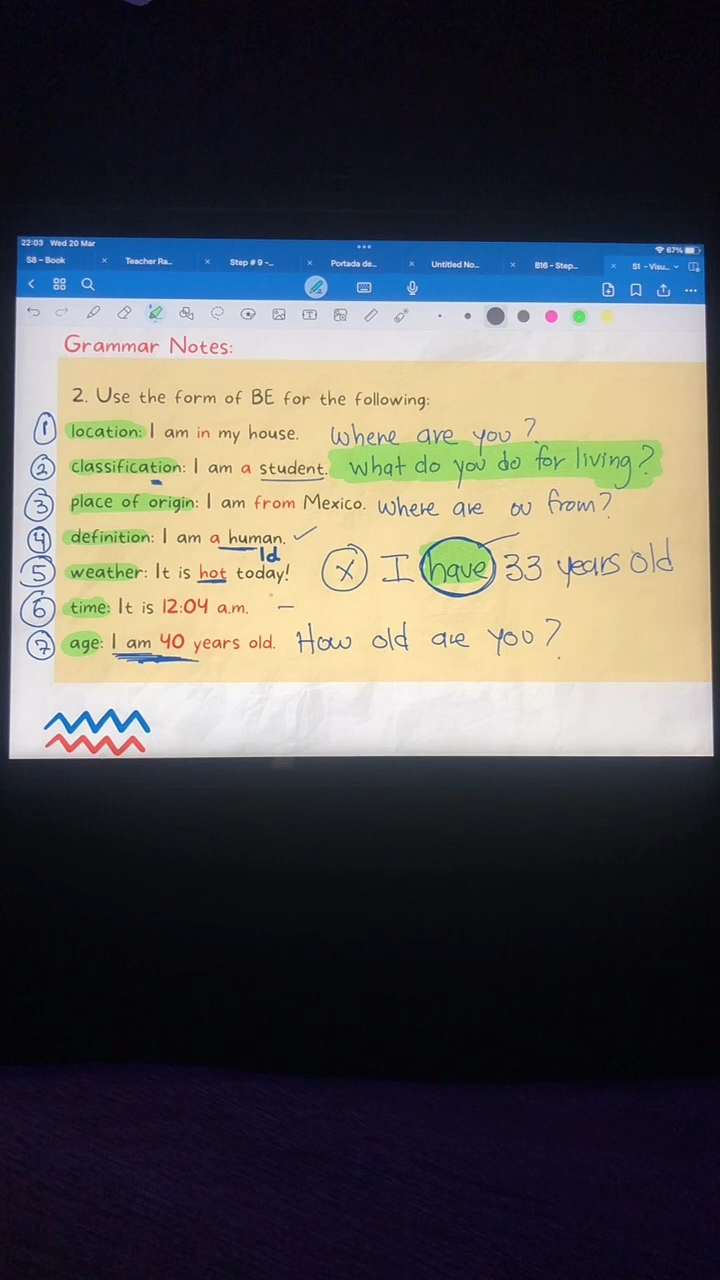 22:03 Wed 20 Mar
67%
S8 - Book
Teacher Ra...
Step # 9 -...
Portada de...
Untitled No...
B16 - Step...
S1 - Visu...
Grammar Notes:
2. Use the form of BE for the following:
1 location: I am in my house. Where are you?
2 classification: I am a student. What do you do for living?
3 place of origin: I am from Mexico. Where are ou from?
4 definition: I am a human. ✓
5 weather: It is hot today! X I have 33 years old
6 time: It is 12:04 a.m. –
7 age: I am 40 years old. How old are you?